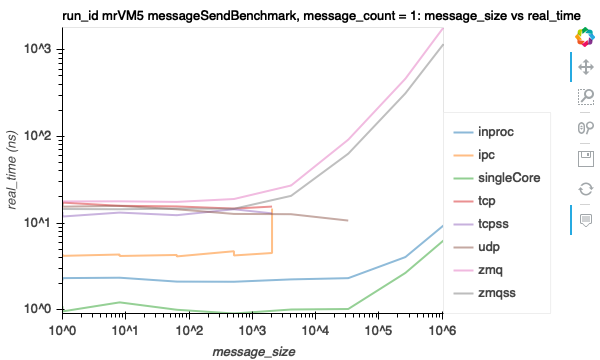 run_id mrVM5 messageSendBenchmark, message_count = 1: message_size vs real_time
real_time (ns)
10^3
10^2
10^1
10^0
10^0 10^1 10^2 10^3 10^4 10^5 10^6
message_size
inproc
ipc
singleCore
tcp
tcpss
udp
zmq
zmqss